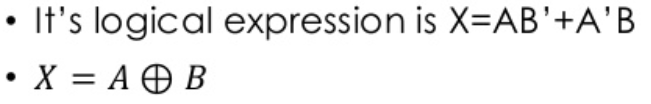 • It's logical expression is X=AB'+A'B
• X = A ⊕ B